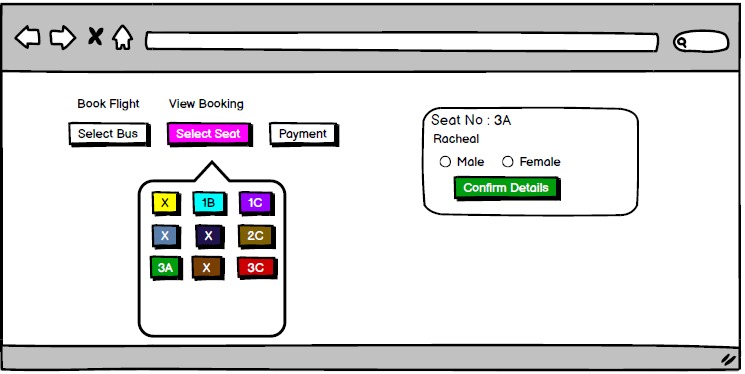 Book Flight View Booking
Select Bus Select Seat Payment
Seat No : 3A
Racheal
Male Female
Confirm Details
X 1B 1C
X X 2C
3A X 3C